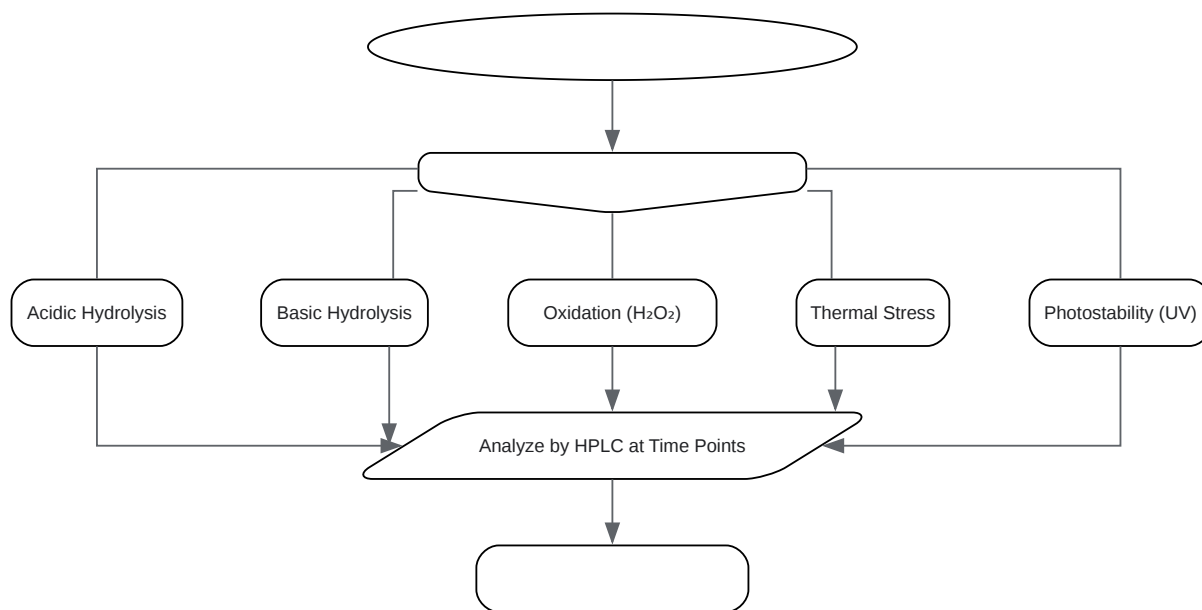 Acidic Hydrolysis
Basic Hydrolysis
Oxidation (H₂O₂)
Thermal Stress
Photostability (UV)
Analyze by HPLC at Time Points